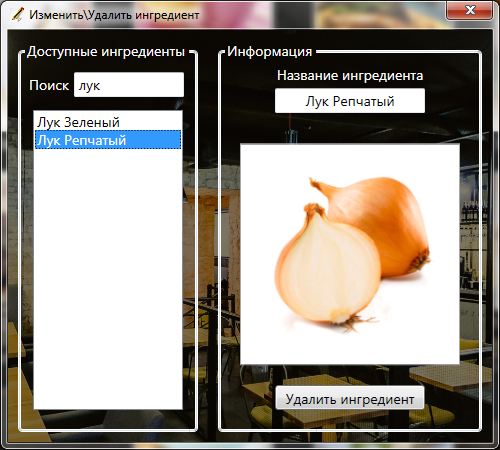 Изменить\Удалить ингредиент
Доступные ингредиенты
Поиск лук
Лук Зеленый
Лук Репчатый
Информация
Название ингредиента
Лук Репчатый
Удалить ингредиент